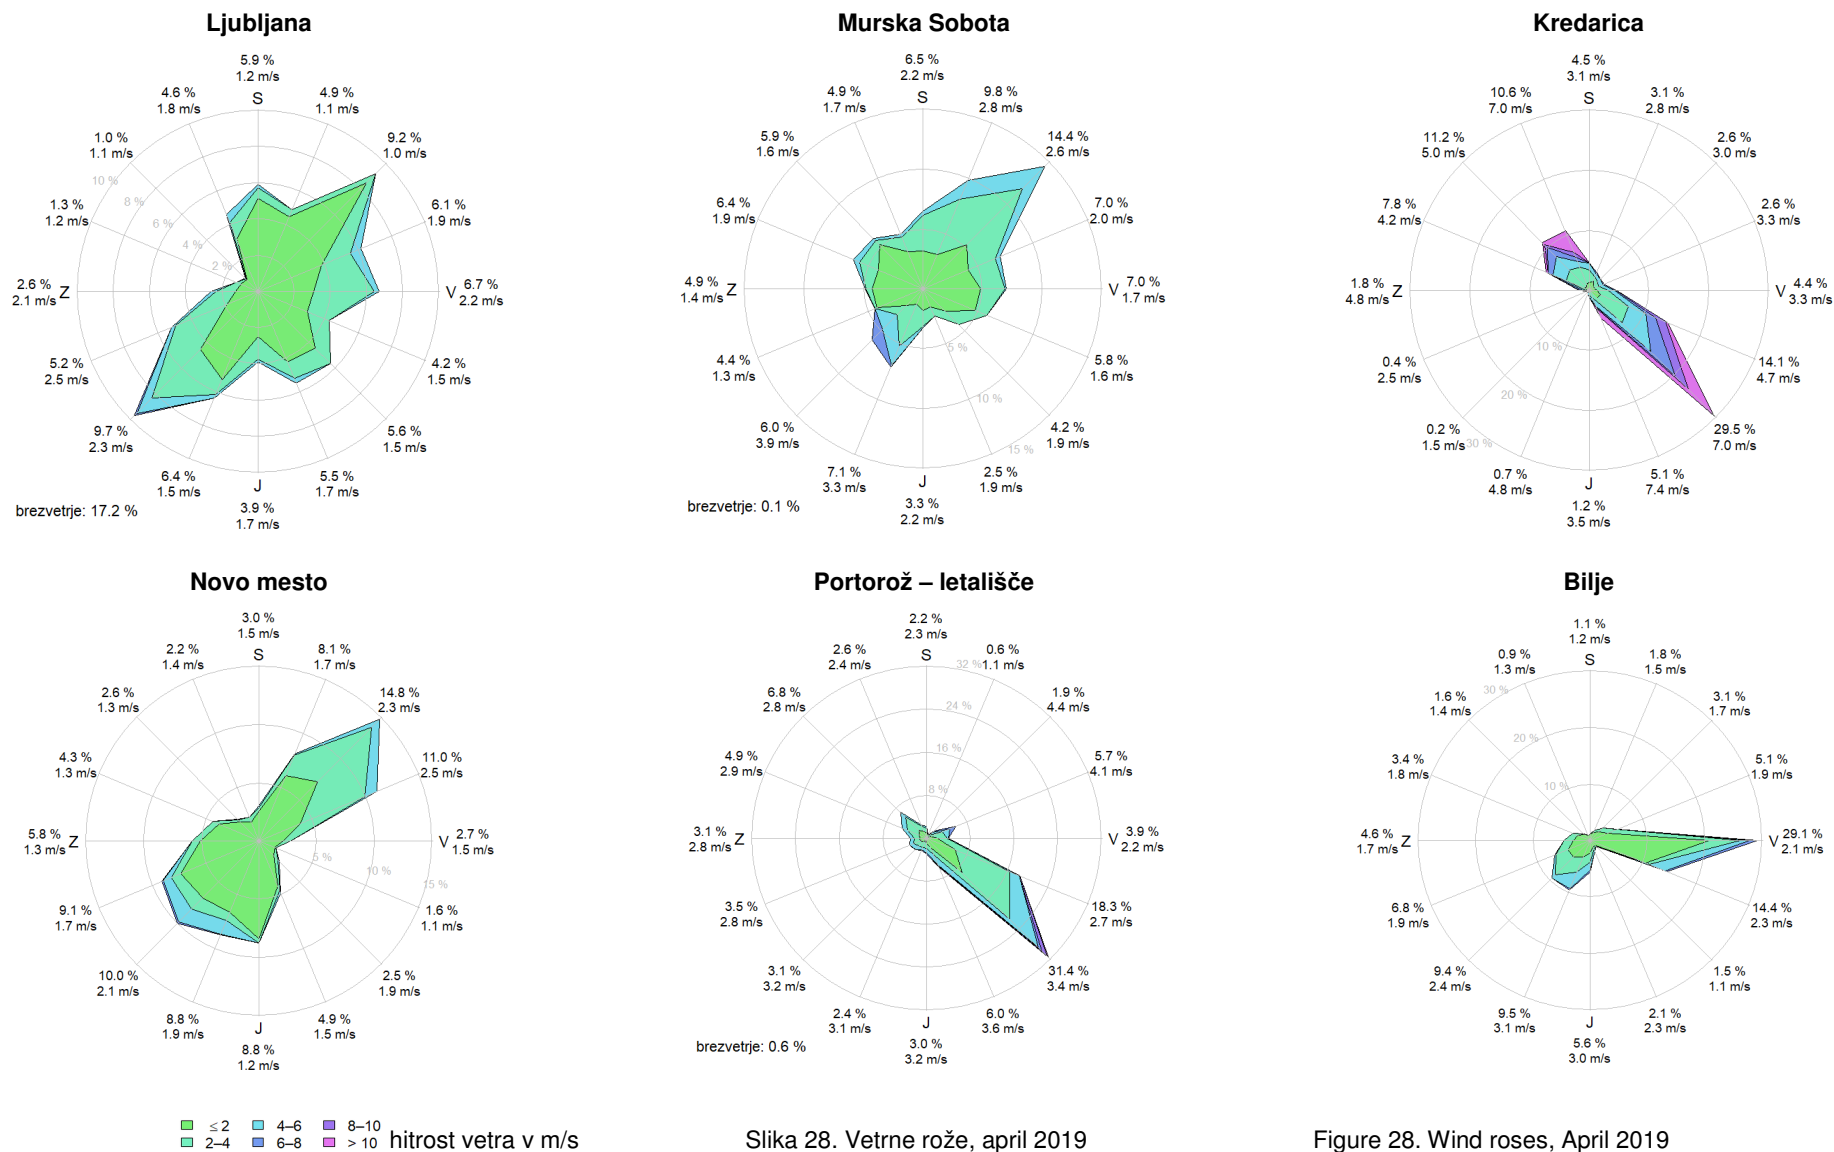 Ljubljana
5.9 %
1.2 m/s
S
4.9 %
1.1 m/s
9.2 %
1.0 m/s
6.1 %
1.9 m/s
V
6.7 %
2.2 m/s
4.2 %
1.5 m/s
5.6 %
1.5 m/s
5.5 %
1.7 m/s
J
3.9 %
1.7 m/s
6.4 %
1.5 m/s
9.7 %
2.3 m/s
5.2 %
2.5 m/s
2.6 %
2.1 m/s
Z
1.3 %
1.2 m/s
1.0 %
1.1 m/s
4.6 %
1.8 m/s
10 %
8 %
6 %
4 %
2 %
brezvetrje: 17.2 %
Murska Sobota
6.5 %
2.2 m/s
S
9.8 %
2.8 m/s
14.4 %
2.6 m/s
7.0 %
2.0 m/s
V
7.0 %
1.7 m/s
5.8 %
1.6 m/s
4.2 %
1.9 m/s
2.5 %
1.9 m/s
J
3.3 %
2.2 m/s
7.1 %
3.3 m/s
6.0 %
3.9 m/s
4.4 %
1.3 m/s
4.9 %
1.4 m/s
Z
6.4 %
1.9 m/s
5.9 %
1.6 m/s
4.9 %
1.7 m/s
5 %
10 %
15 %
brezvetrje: 0.1 %
Kredarica
4.5 %
3.1 m/s
S
3.1 %
2.8 m/s
2.6 %
3.0 m/s
2.6 %
3.3 m/s
V
4.4 %
3.3 m/s
14.1 %
4.7 m/s
29.5 %
7.0 m/s
5.1 %
7.4 m/s
J
1.2 %
3.5 m/s
0.7 %
4.8 m/s
0.2 %
1.5 m/s
0.4 %
2.5 m/s
1.8 %
4.8 m/s
Z
7.8 %
4.2 m/s
11.2 %
5.0 m/s
10.6 %
7.0 m/s
10 %
20 %
30 %
Novo mesto
3.0 %
1.5 m/s
S
8.1 %
1.7 m/s
14.8 %
2.3 m/s
11.0 %
2.5 m/s
V
2.7 %
1.5 m/s
1.6 %
1.1 m/s
2.5 %
1.9 m/s
4.9 %
1.5 m/s
J
8.8 %
1.2 m/s
8.8 %
1.9 m/s
10.0 %
2.1 m/s
9.1 %
1.7 m/s
5.8 %
1.3 m/s
Z
4.3 %
1.3 m/s
2.6 %
1.3 m/s
2.2 %
1.4 m/s
5 %
10 %
15 %
Portorož – letališče
2.2 %
2.3 m/s
S
0.6 %
1.1 m/s
1.9 %
4.4 m/s
5.7 %
4.1 m/s
V
3.9 %
2.2 m/s
18.3 %
2.7 m/s
31.4 %
3.4 m/s
6.0 %
3.6 m/s
J
3.0 %
3.2 m/s
2.4 %
3.1 m/s
3.1 %
3.2 m/s
3.5 %
2.8 m/s
3.1 %
2.8 m/s
Z
4.9 %
2.9 m/s
6.8 %
2.8 m/s
2.6 %
2.4 m/s
32 %
24 %
16 %
8 %
brezvetrje: 0.6 %
Bilje
1.1 %
1.2 m/s
S
1.8 %
1.5 m/s
3.1 %
1.7 m/s
5.1 %
1.9 m/s
V
29.1 %
2.1 m/s
14.4 %
2.3 m/s
1.5 %
1.1 m/s
2.1 %
2.3 m/s
J
5.6 %
3.0 m/s
9.5 %
3.1 m/s
9.4 %
2.4 m/s
6.8 %
1.9 m/s
4.6 %
1.7 m/s
Z
3.4 %
1.8 m/s
1.6 %
1.4 m/s
0.9 %
1.3 m/s
30 %
20 %
10 %
≤ 2 4–6 8–10
2–4 6–8 > 10 hitrost vetra v m/s
Slika 28. Vetrne rože, april 2019
Figure 28. Wind roses, April 2019